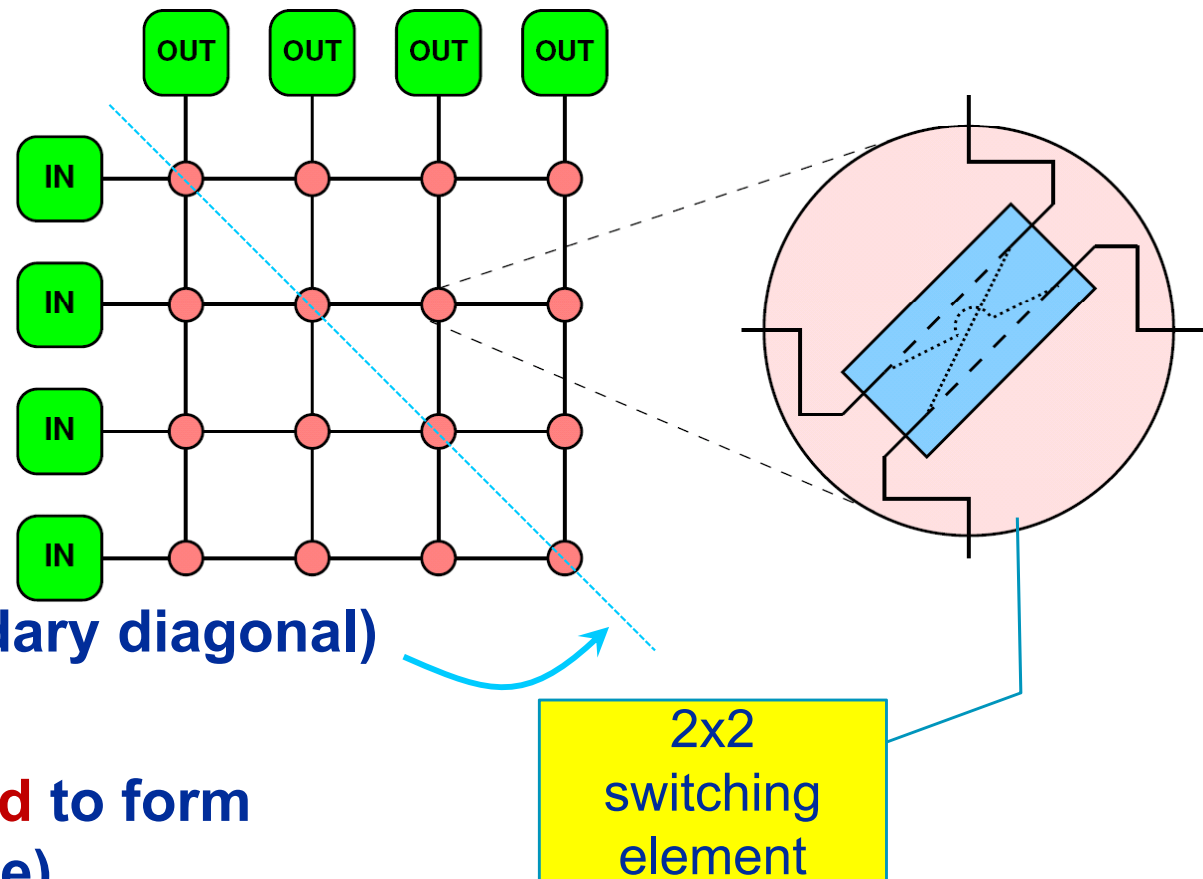 OUT OUT OUT OUT
IN
IN
IN
IN
dary diagonal)
d to form
e)
2x2
switching
element